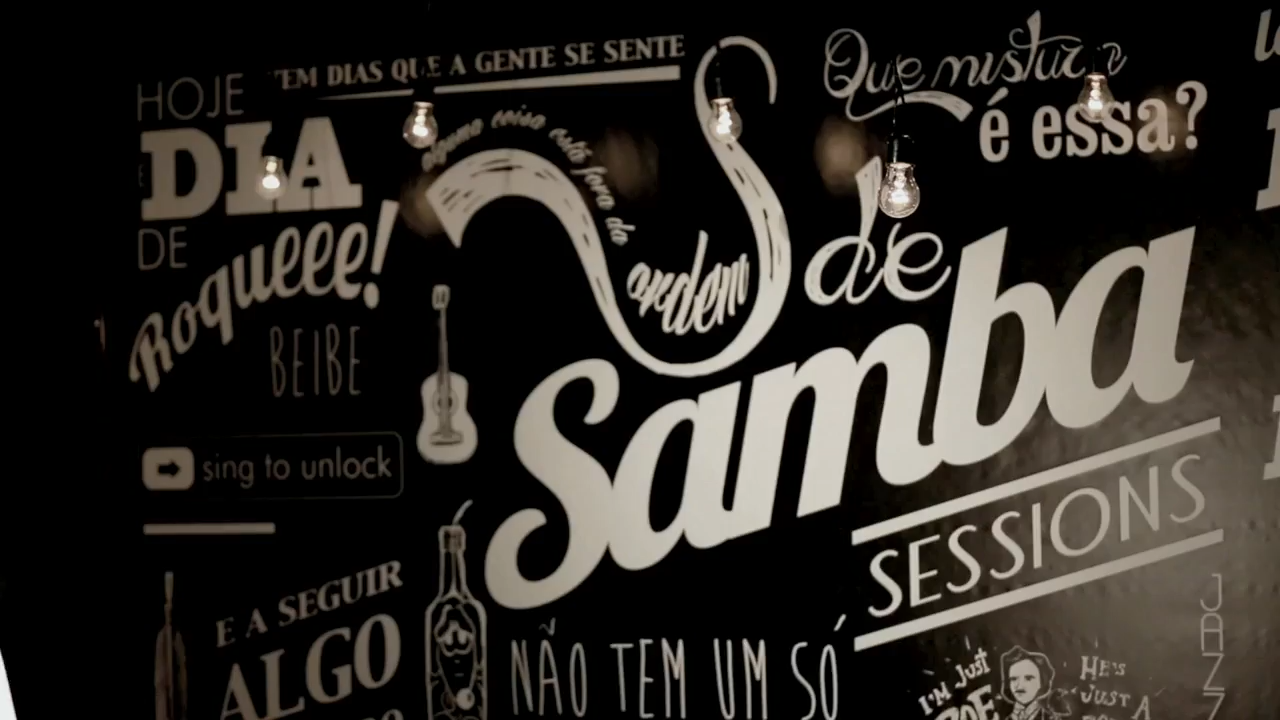 HOJE
DIA
DE
Roqueee!
BEIBE
TEM DIAS QUE A GENTE SE SENTE
alguma coisa está fora da
ordem
Que mistura
é essa?
S de
Samba
SESSIONS
sing to unlock
E A SEGUIR
ALGO
NÃO TEM UM SÓ
I'M JUST
HE'S
JUST A
JAZZ